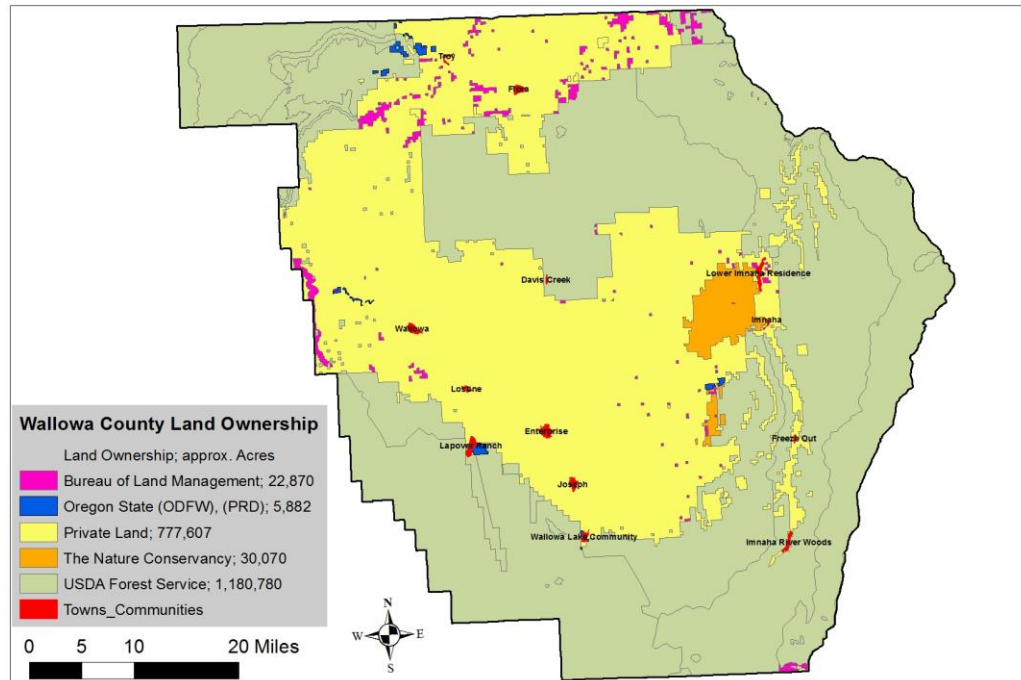 Troy
Flora
Lower Imnaha Residence
Davis Creek
Imnaha
Wallowa
Lostine
Enterprise
Freeze Out
Lapover Ranch
Joseph
Wallowa Lake Community
Imnaha River Woods
Wallowa County Land Ownership
Land Ownership; approx. Acres
Bureau of Land Management; 22,870
Oregon State (ODFW), (PRD); 5,882
Private Land; 777,607
The Nature Conservancy; 30,070
USDA Forest Service; 1,180,780
Towns_Communities
0 5 10 20 Miles
N
W E
S